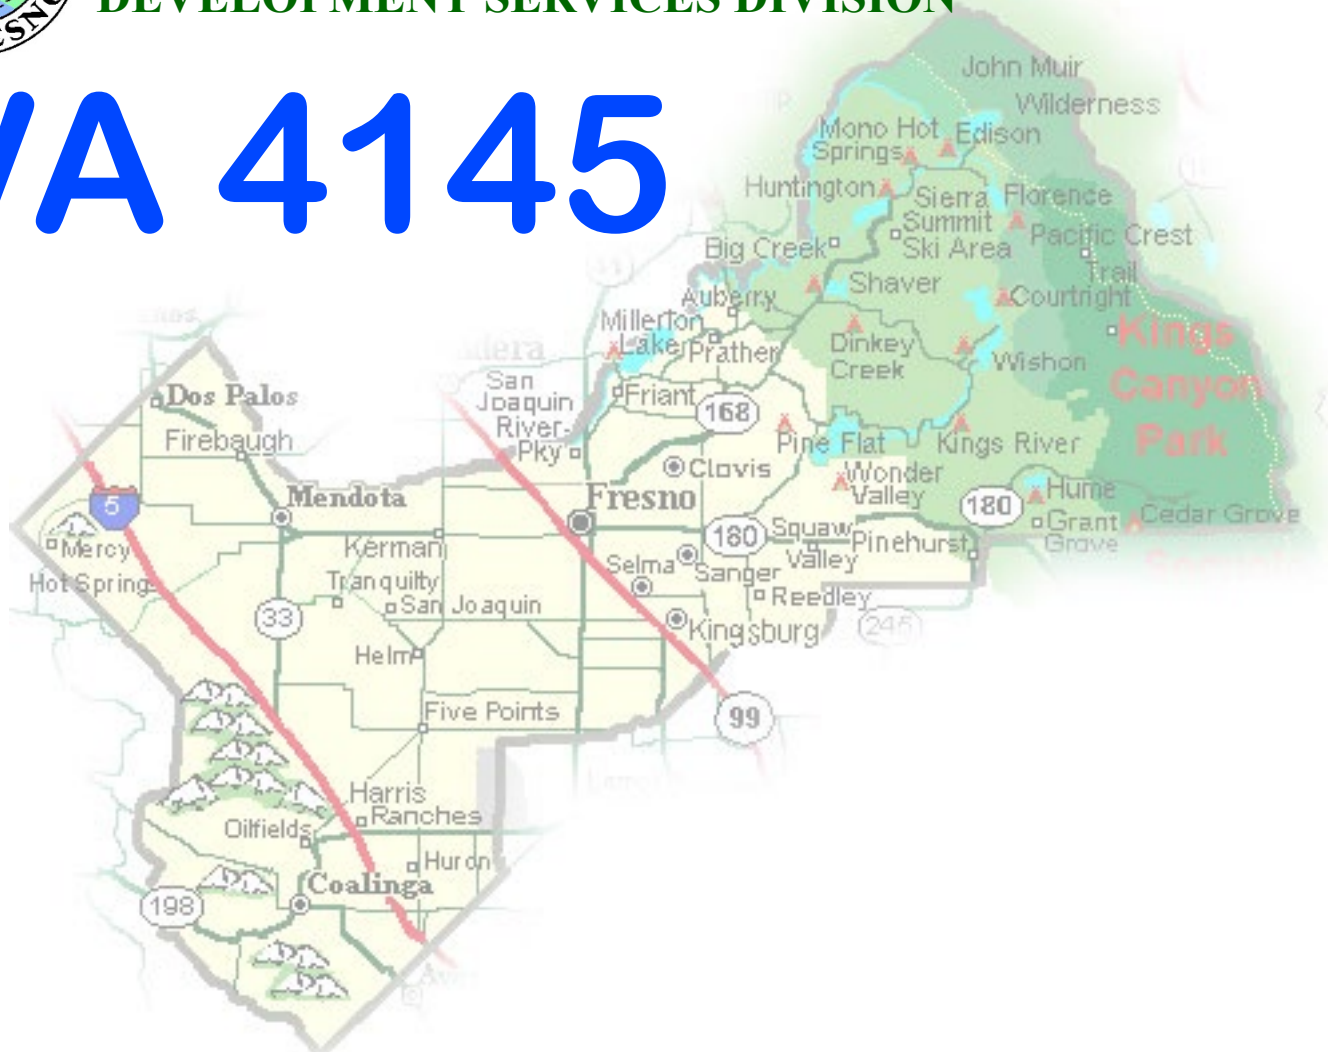 DEVELOPMENT SERVICES DIVISION
VA 4145
John Muir
Wilderness
Mono Hot
Springs
Edison
Huntington
Sierra
Summit
Ski Area
Florence
Big Creek
Pacific Crest
Trail
Shaver
Courtright
Auberry
Millerton
Lake
Prather
Dinkey
Creek
Wishon
Kings
Canyon
Park
San
Joaquin
River-
Pky
Friant
168
Pine Flat
Kings River
Dos Palos
Firebaugh
Clovis
Wonder
Valley
Mendota
Fresno
5
180
Hume
Grant
Grove
Cedar Grove
Mercy
Hot Spring
Kerman
180
Squaw
Valley
Pinehurst
Selma
Sanger
Tranquilty
San Joaquin
Reedley
33
Kingsburg
245
Helm
Five Points
99
Harris
Ranches
Oilfields
Huron
Coalinga
198